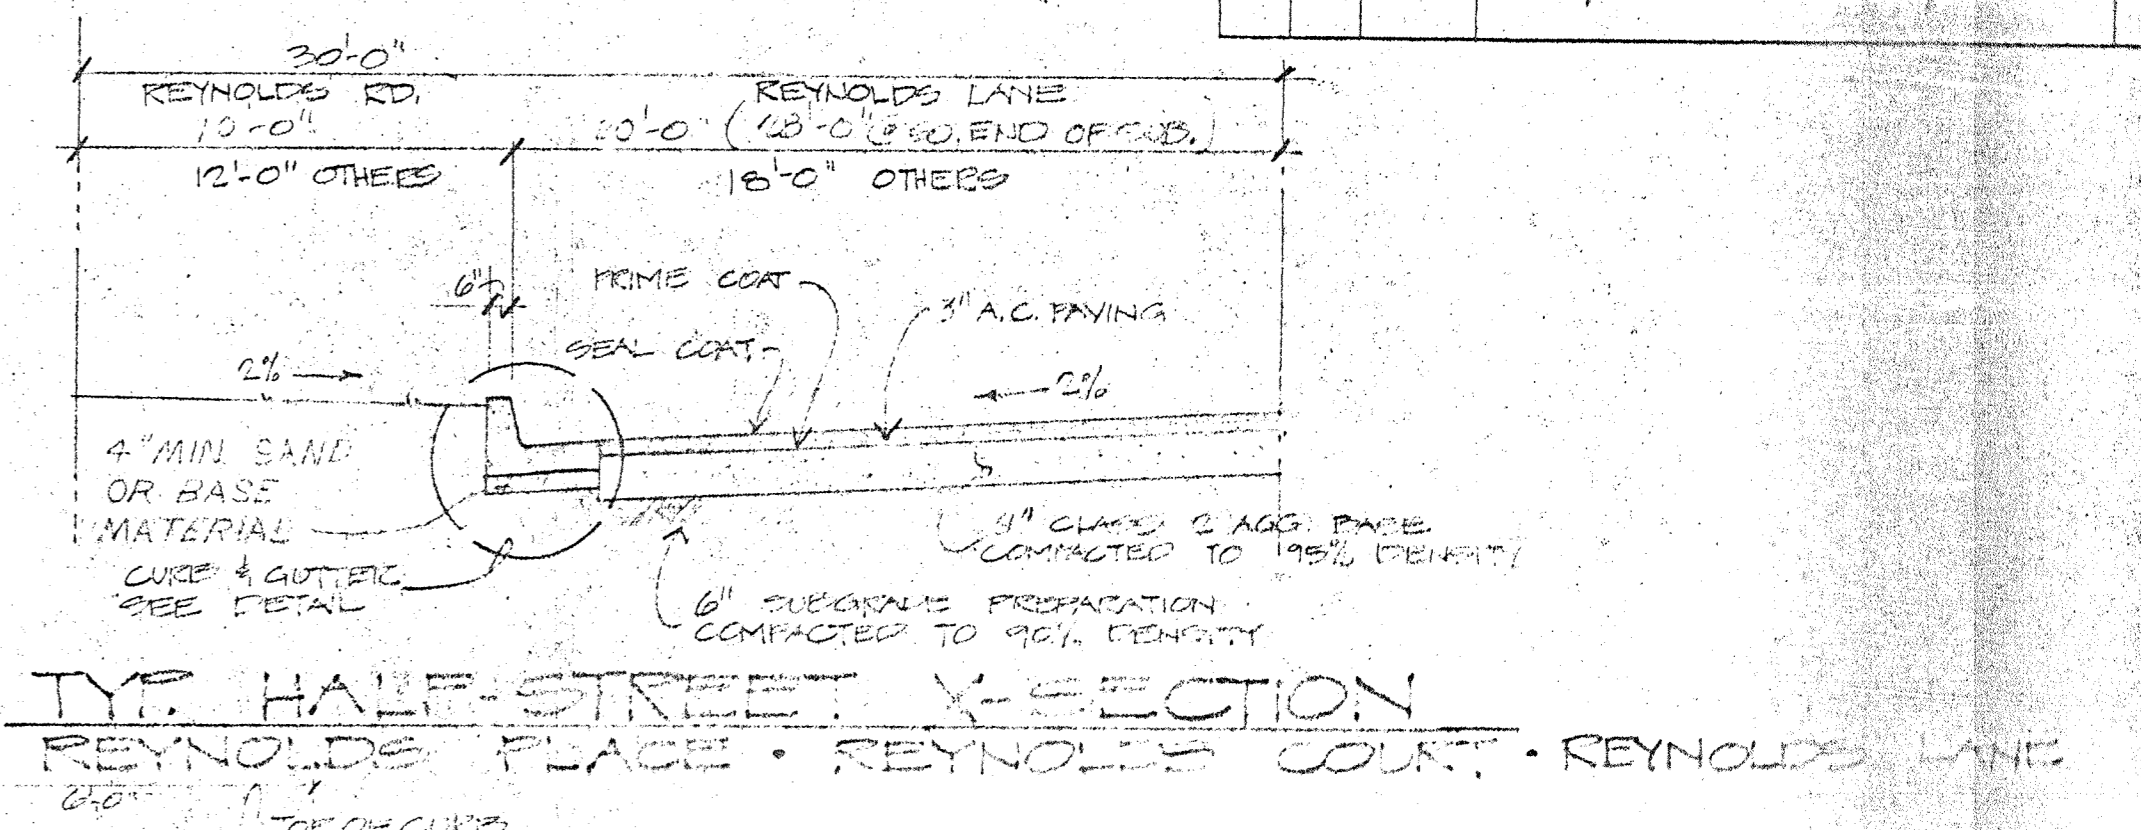 30'-0"
REYNOLDS RD.
REYNOLDS LANE
10'-0"
20'-0" (28'-0" @ SO. END OF SUB.)
12'-0" OTHERS
18'-0" OTHERS
6"
PRIME COAT
3" A.C. PAVING
SEAL COAT
2%
2%
4" MIN. SAND
OR BASE
MATERIAL
CLASS 2 AGG. BASE
COMPACTED TO 95% DENSITY
CURB & GUTTER
SEE DETAIL
6" SUBGRADE PREPARATION
COMPACTED TO 90% DENSITY
TYP. HALF-STREET X-SECTION
REYNOLDS PLACE • REYNOLDS COURT • REYNOLDS LANE
6'-0"
TOP OF CURB